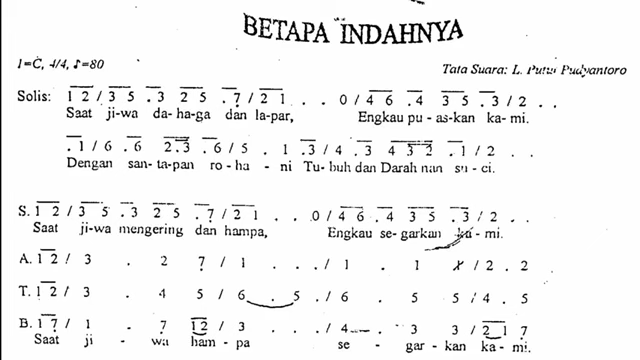 BETAPA INDAHNYA
1=C, 4/4, ♪=80
Tata Suara: L. Putut Pudyantoro
Solis: 1 2 / 3 5 . 3 2 5 . 7 / 2 1 . . 0 / 4 6 . 4 3 5 . 3 / 2 . .
Saat ji-wa da-ha-ga dan la-par, Engkau pu - as-kan ka-mi.
. 1 / 6 . 6 2 . 3 . 6 / 5 . 1 . 3 / 4 . 3 4 3 2 . 1 / 2 . .
Dengan san-ta-pan ro-ha - ni Tu-buh dan Darah nan su - ci.
S. 1 2 / 3 5 . 3 2 5 . 7 / 2 1 . . 0 / 4 6 . 4 3 5 . 3 / 2 . .
Saat ji-wa mengering dan hampa, Engkau se-garkan ka-mi.
A. 1 2 / 3 . 2 7 / 1 . . . / 1 . 1 / 2 . 2
T. 1 2 / 3 . 4 5 / 6 . 5 . / 6 . 5 5 / 4 . 5
B. 1 7 / 1 . 7 1 2 / 3 . . . / 4 . 3 3 / 2 1 7
Saat ji - wa ham - pa se - gar - kan ka - mi.